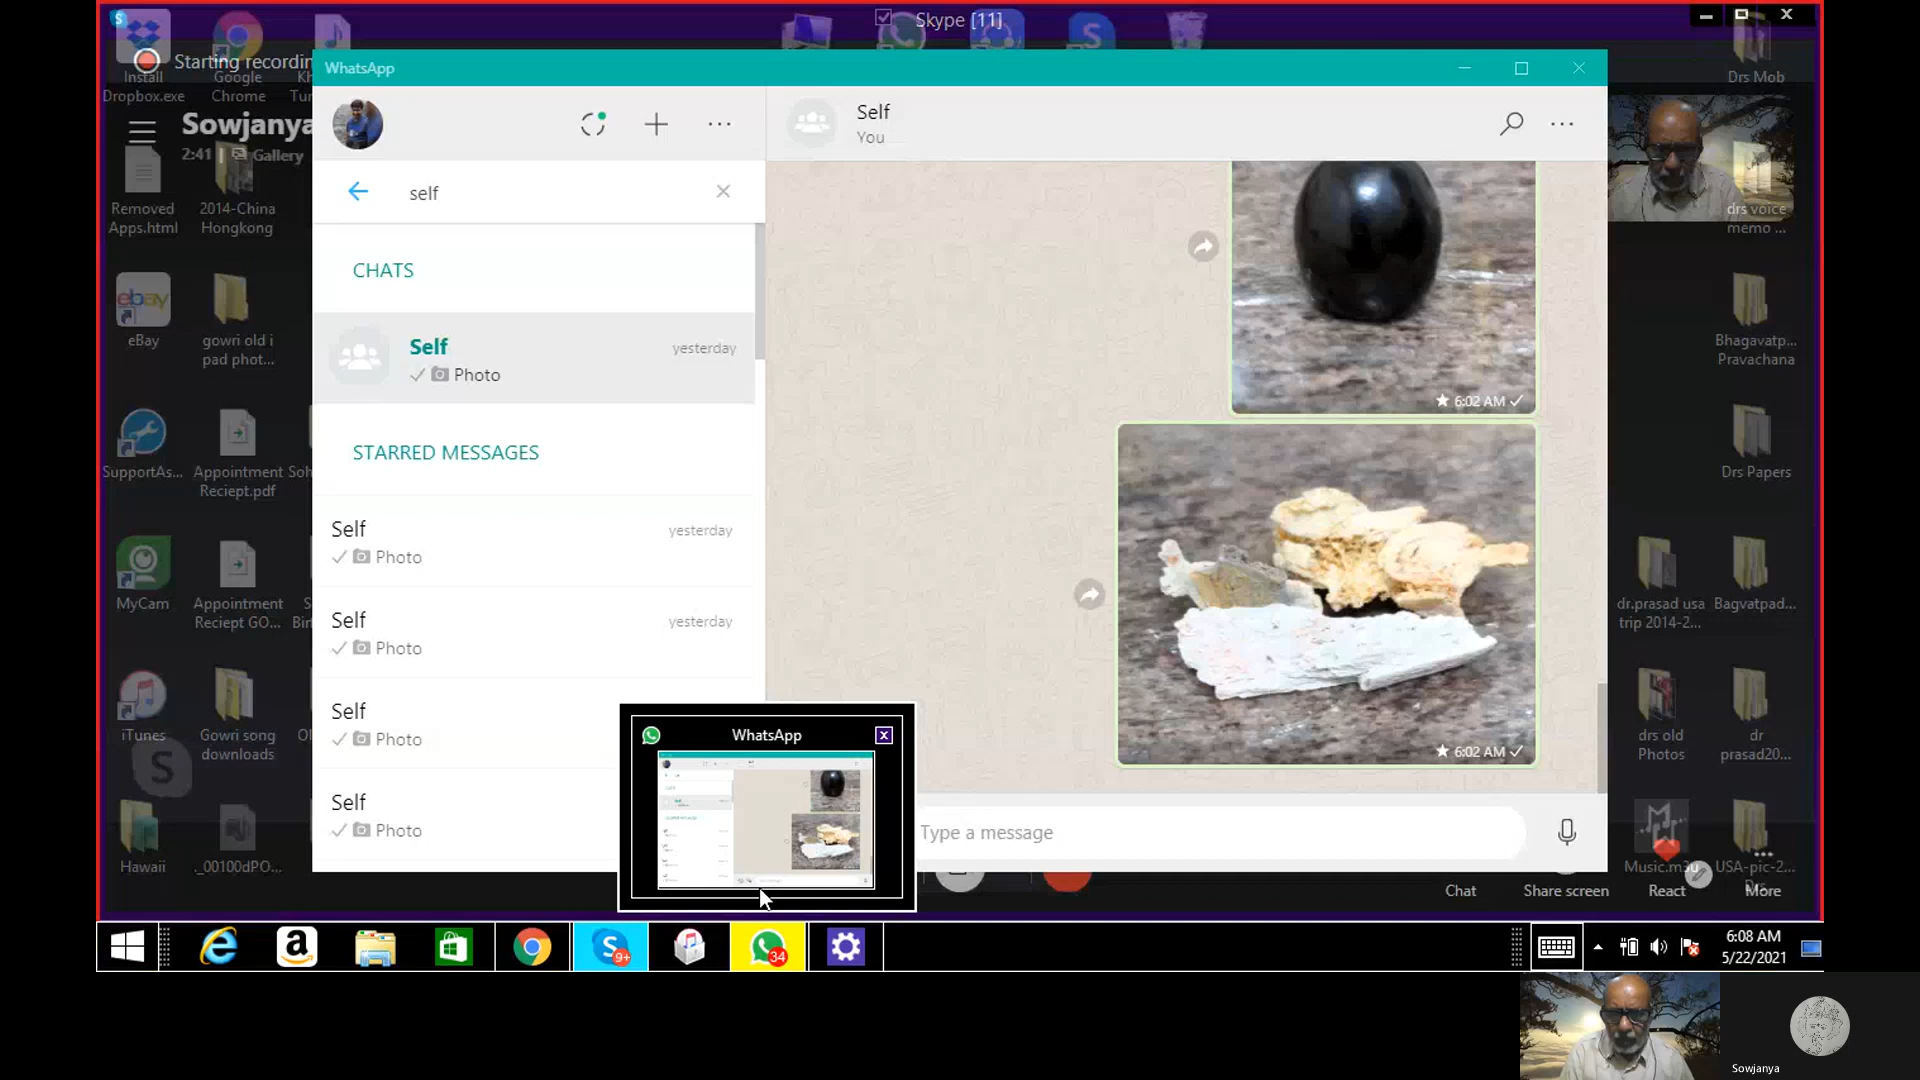 Skype [11]
Install
Dropbox.exe
Google
Chrome
Starting recordin
WhatsApp
Drs Mob
Sowjanya
2:41 | Gallery
Self
You
self
Removed
Apps.html
2014-China
Hongkong
drs voice
memo ...
CHATS
Self
yesterday
Photo
ebay
eBay
gowri old i
pad phot...
Bhagavatp...
Pravachana
6:02 AM
STARRED MESSAGES
SupportAs...
Appointment
Reciept.pdf
Drs Papers
Self
yesterday
Photo
MyCam
Appointment
Reciept GO...
dr.prasad usa
trip 2014-2...
Bagvatpad...
Self
yesterday
Photo
iTunes
Gowri song
downloads
Self
Photo
WhatsApp
6:02 AM
drs old
Photos
dr
prasad20...
Self
Photo
Type a message
Hawaii
._00100dPO...
Music.m3u
USA-pic-2...
Chat
Share screen
React
More
9+
34
6:08 AM
5/22/2021
Sowjanya